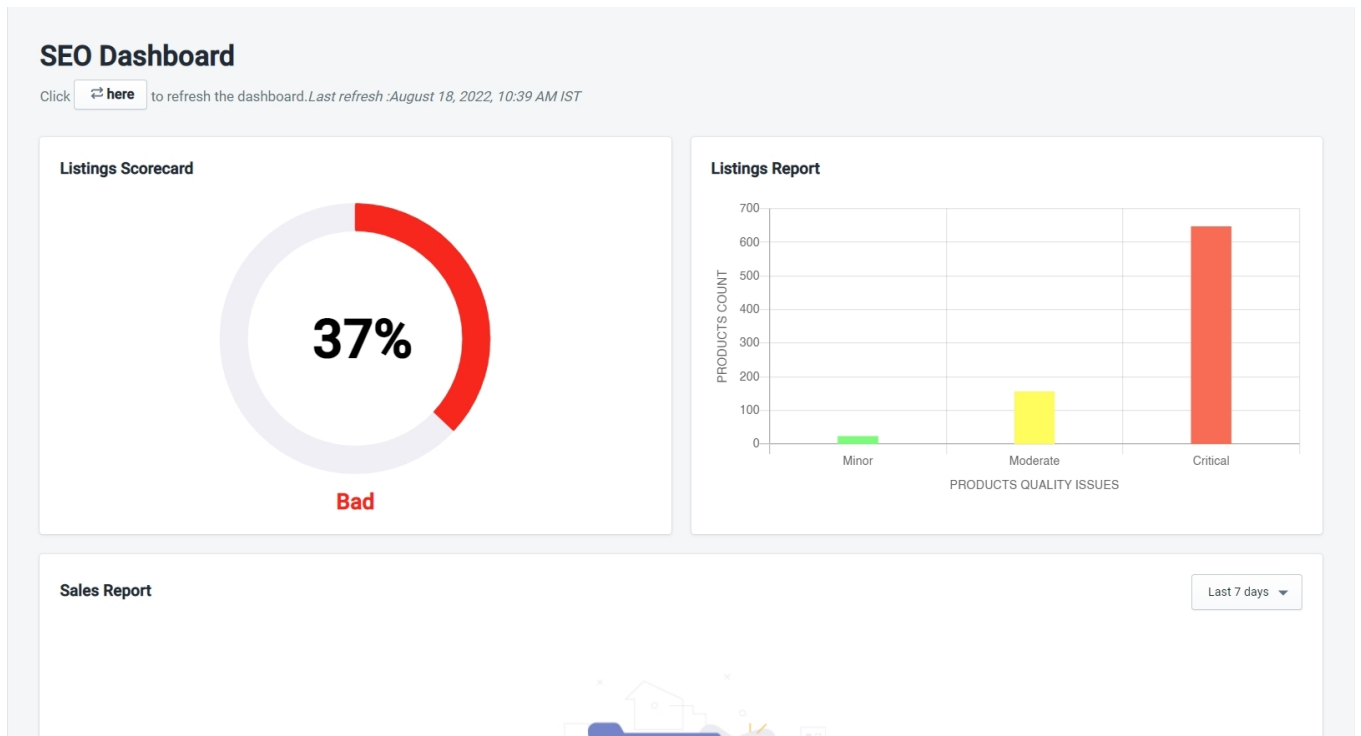 SEO Dashboard
Click here to refresh the dashboard.Last refresh :August 18, 2022, 10:39 AM IST
Listings Scorecard
37%
Bad
Listings Report
700
600
500
400
300
200
100
0
PRODUCTS COUNT
Minor Moderate Critical
PRODUCTS QUALITY ISSUES
Sales Report
Last 7 days